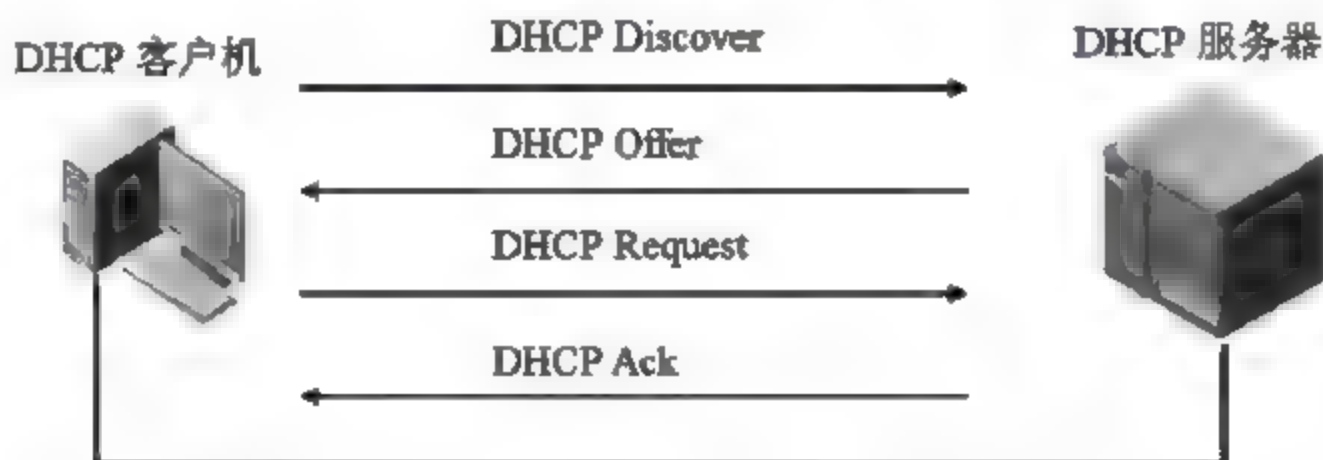 DHCP 客户机
DHCP Discover
DHCP 服务器
DHCP Offer
DHCP Request
DHCP Ack